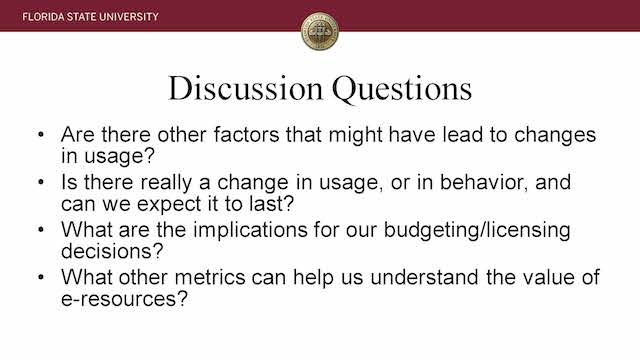 FLORIDA STATE UNIVERSITY
Discussion Questions
• Are there other factors that might have lead to changes
in usage?
• Is there really a change in usage, or in behavior, and
can we expect it to last?
• What are the implications for our budgeting/licensing
decisions?
• What other metrics can help us understand the value of
e-resources?